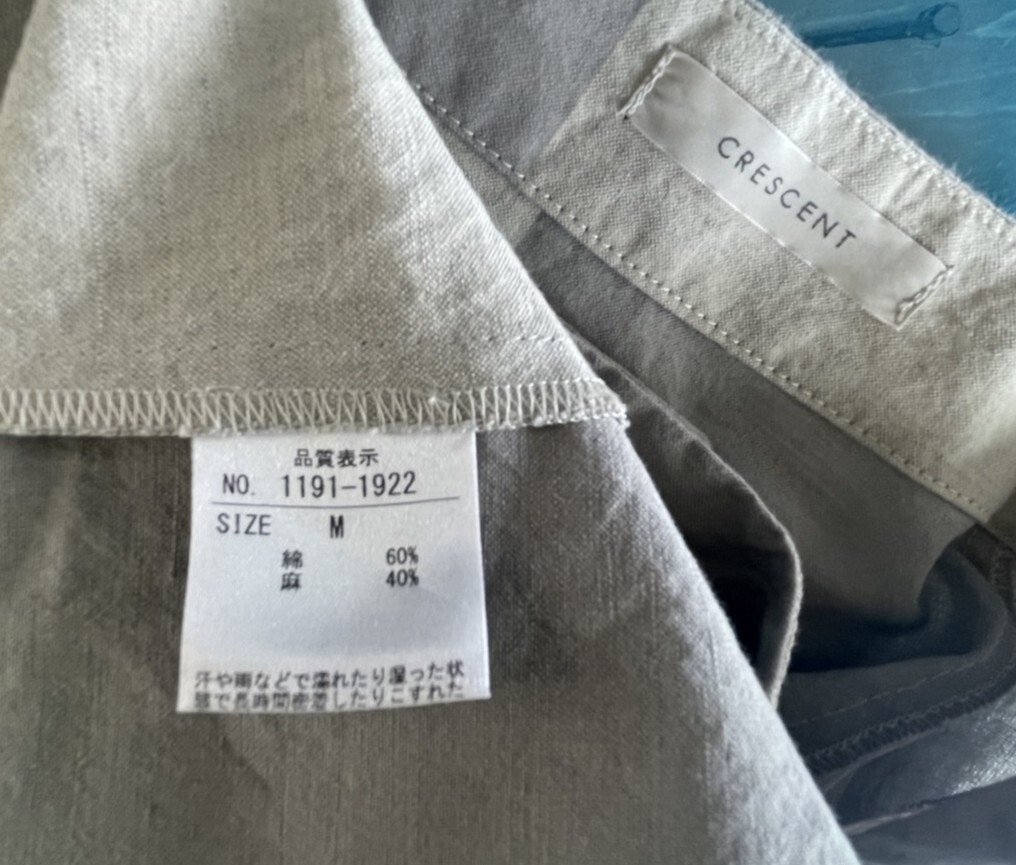 CRESCENT
品質表示
NO. 1191-1922
SIZE M
綿 60%
麻 40%
汗や雨などで濡れたり湿った状
態で長時間密着したりこすれた